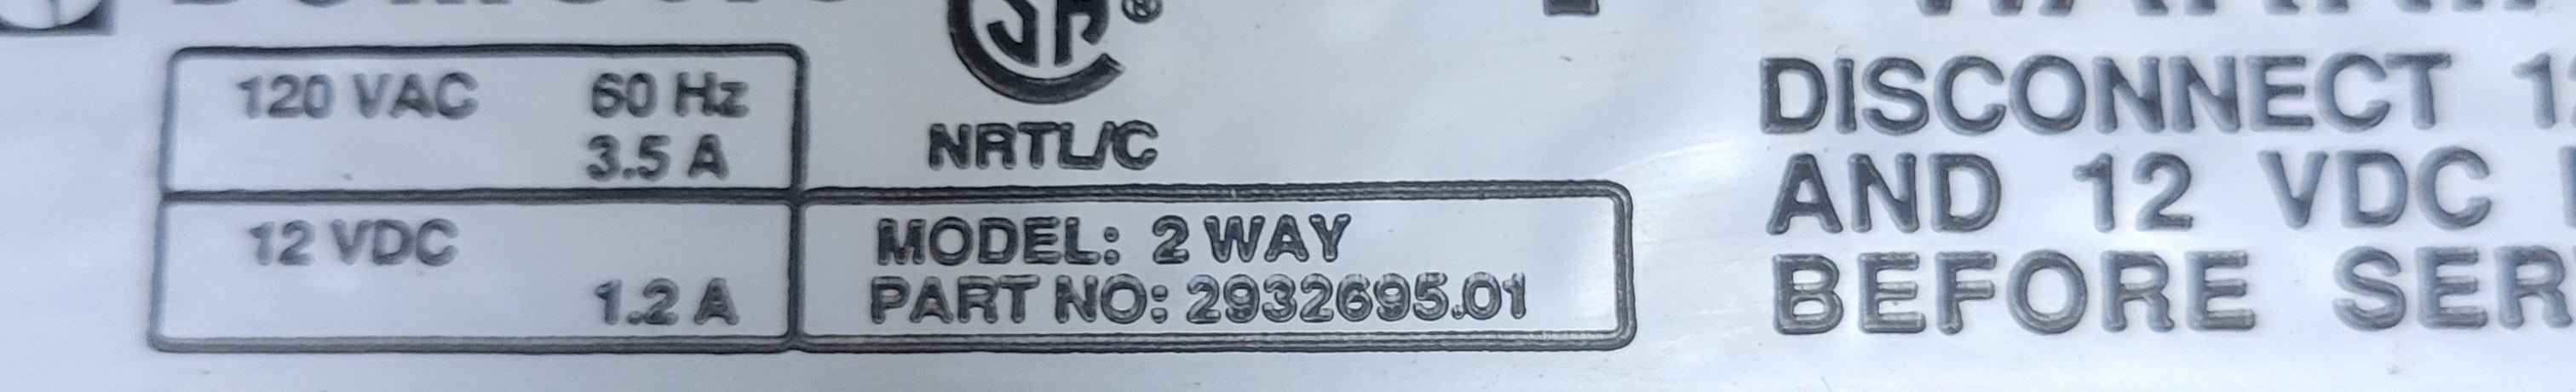 120 VAC 60 Hz
3.5 A
12 VDC
1.2 A
®
NRTL/C
MODEL: 2 WAY
PART NO: 2932695.01
DISCONNECT
AND 12 VDC
BEFORE